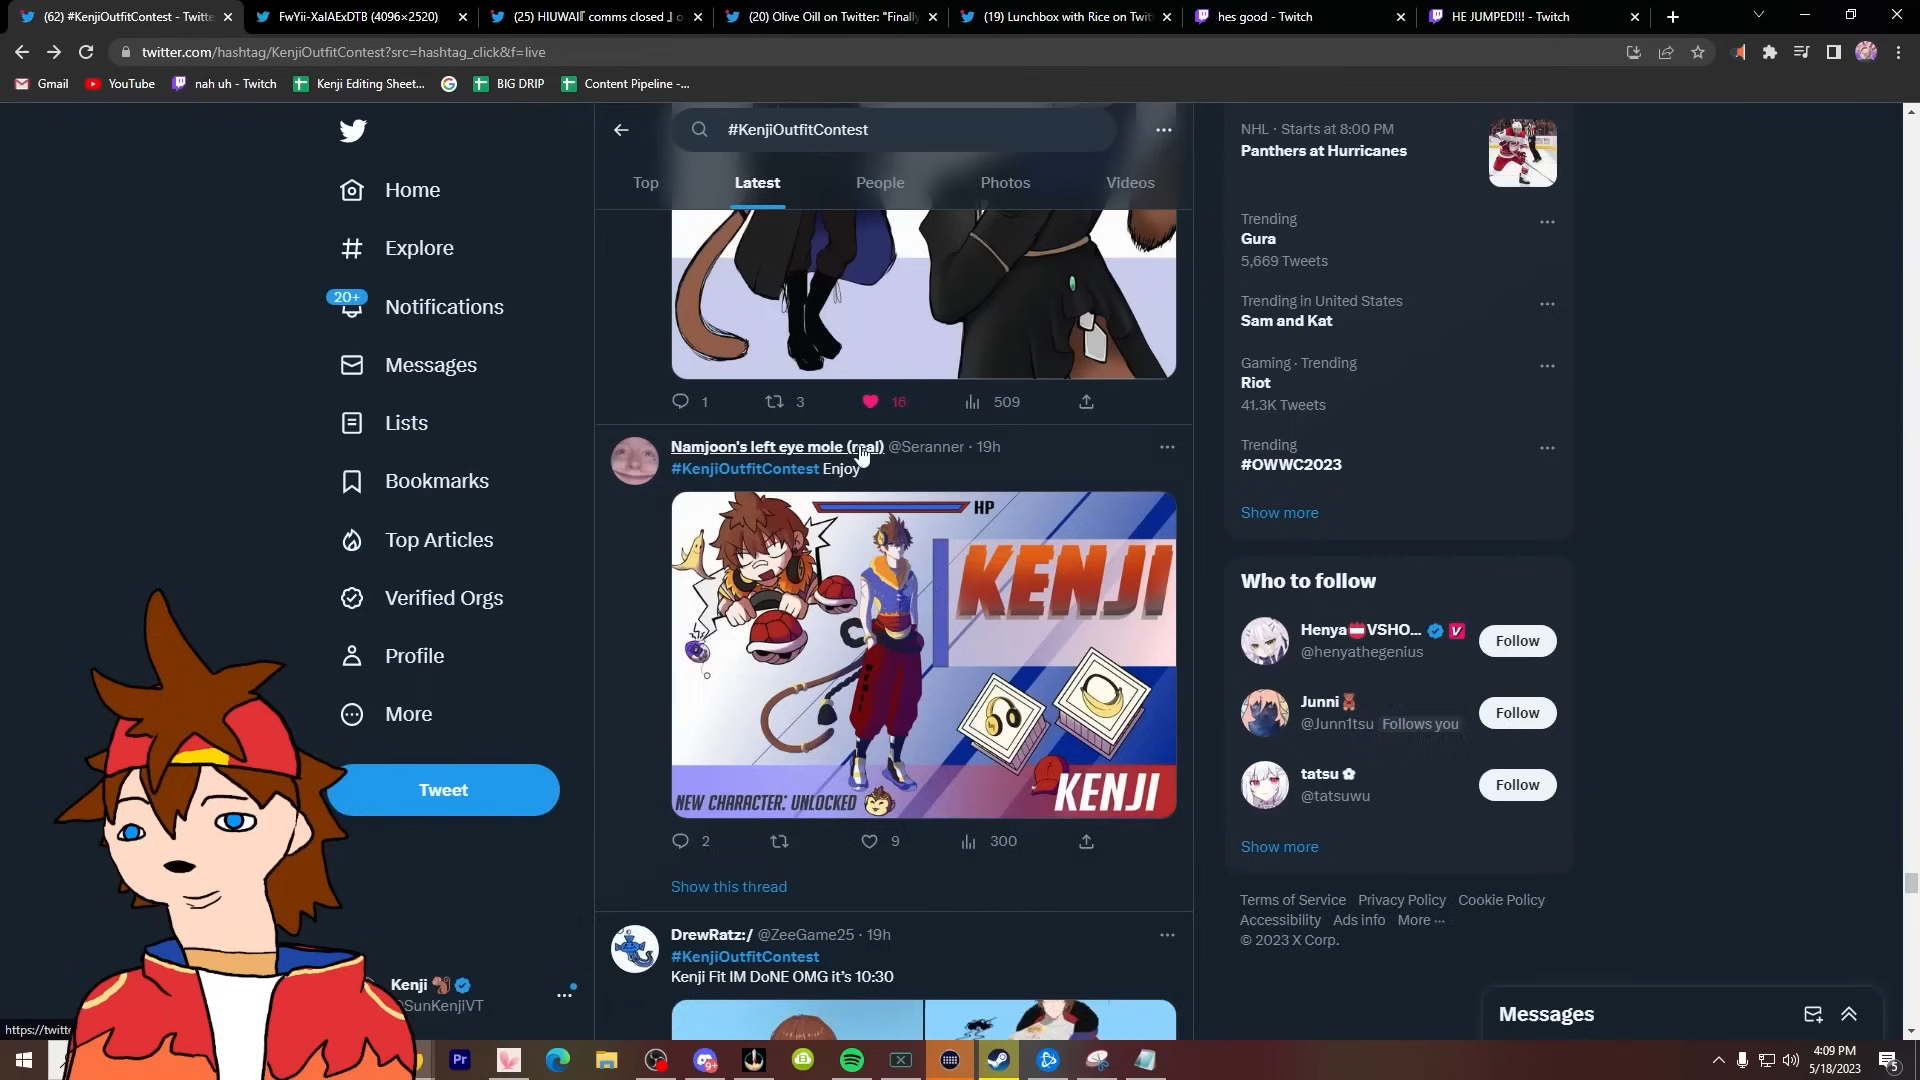 (62) #KenjiOutfitContest - Twitte
FwYii-XaIAExDTB (4096×2520)
(25) HIUWAII『 comms closed 』 o
(20) Olive Oill on Twitter: "Finally
(19) Lunchbox with Rice on Twit
hes good - Twitch
HE JUMPED!!! - Twitch
twitter.com/hashtag/KenjiOutfitContest?src=hashtag_click&f=live
Gmail
YouTube
nah uh - Twitch
Kenji Editing Sheet...
BIG DRIP
Content Pipeline -...
Home
Explore
20+
Notifications
Messages
Lists
Bookmarks
Top Articles
Verified Orgs
Profile
More
Tweet
Kenji
@SunKenjiVT
https://twitte
#KenjiOutfitContest
Top
Latest
People
Photos
Videos
1
3
16
509
Namjoon's left eye mole (real) @Seranner · 19h
#KenjiOutfitContest Enjoy
HP
KENJI
NEW CHARACTER: UNLOCKED
KENJI
2
9
300
Show this thread
DrewRatz:/ @ZeeGame25 · 19h
#KenjiOutfitContest
Kenji Fit IM DoNE OMG it's 10:30
NHL · Starts at 8:00 PM
Panthers at Hurricanes
Trending
Gura
5,669 Tweets
Trending in United States
Sam and Kat
Gaming · Trending
Riot
41.3K Tweets
Trending
#OWWC2023
Show more
Who to follow
Henya VSHO...
@henyathegenius
Follow
Junni
@Junn1tsu Follows you
Follow
tatsu
@tatsuwu
Follow
Show more
Terms of Service Privacy Policy Cookie Policy
Accessibility Ads info More ...
© 2023 X Corp.
Messages
Pr
9+
4:09 PM
5/18/2023
5